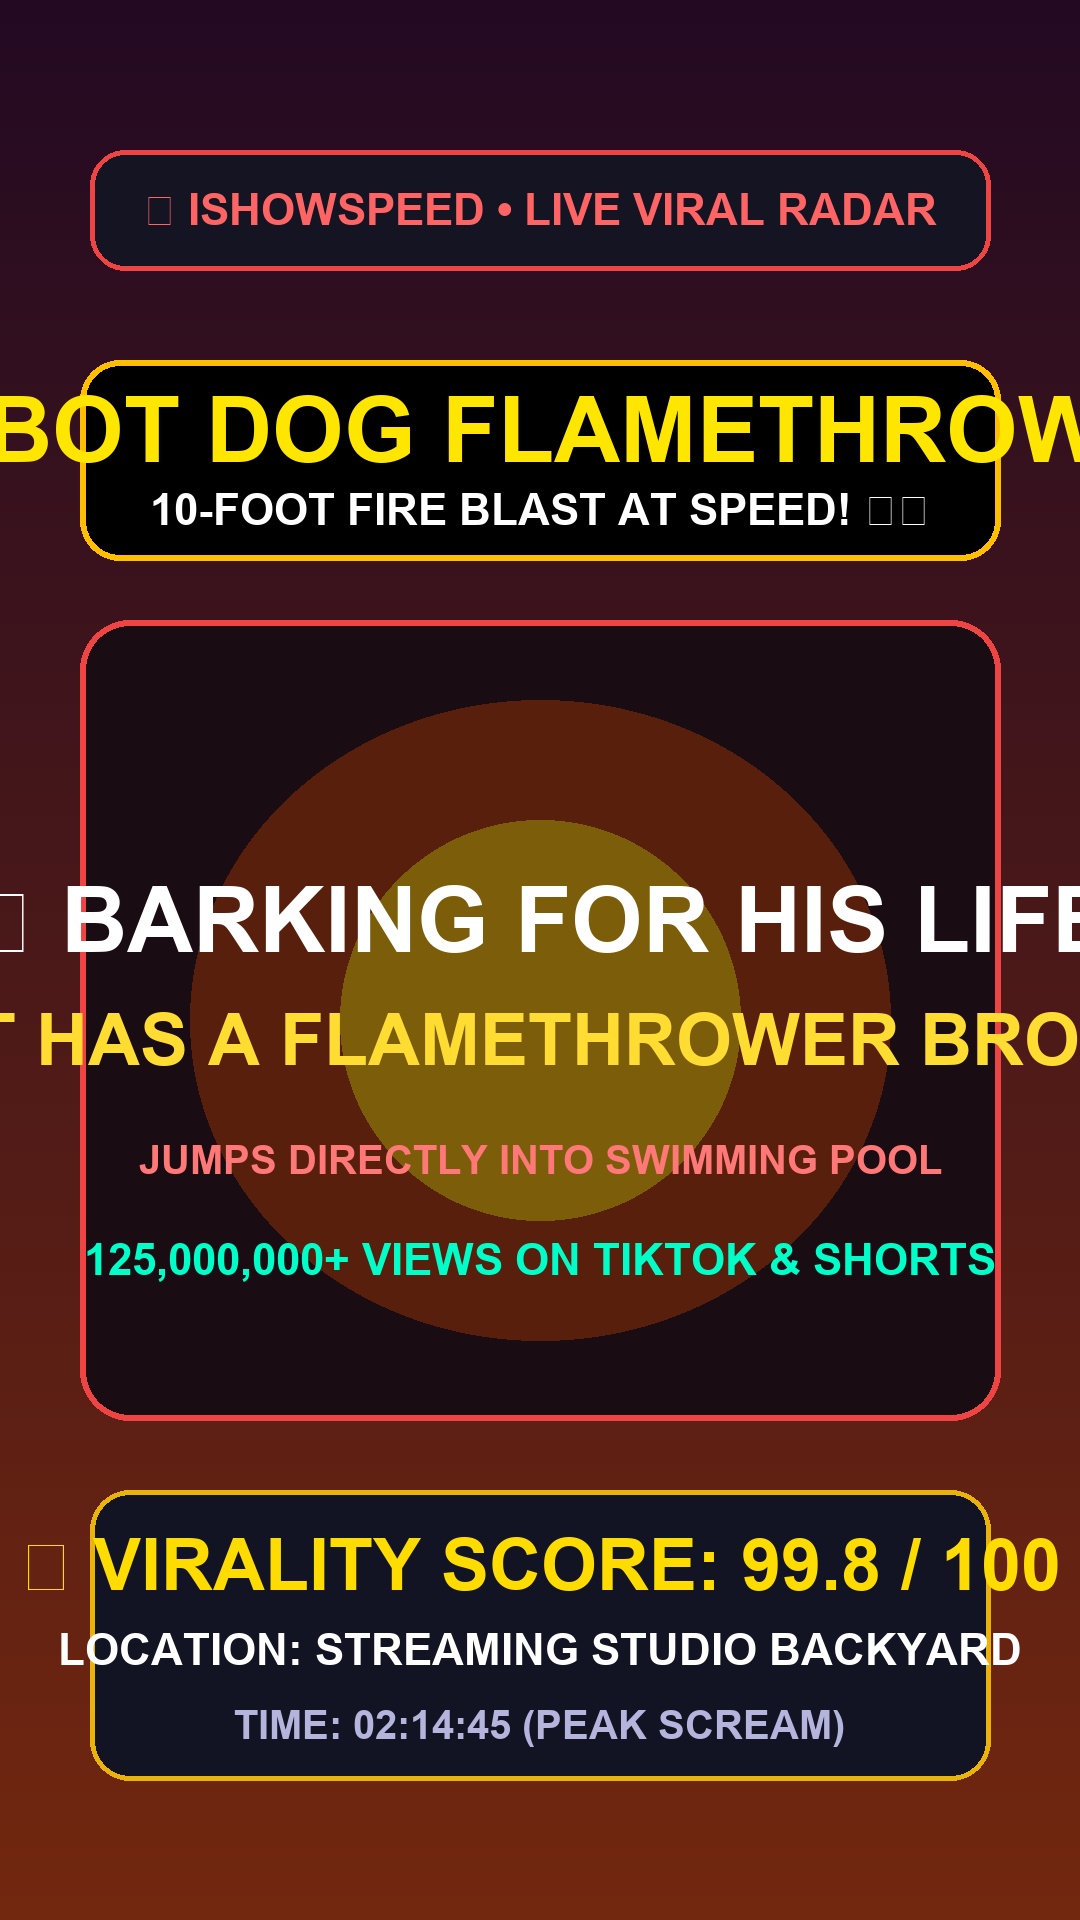 ISHOWSPEED • LIVE VIRAL RADAR
BOT DOG FLAMETHROW
10-FOOT FIRE BLAST AT SPEED!
BARKING FOR HIS LIFE
T HAS A FLAMETHROWER BRO
JUMPS DIRECTLY INTO SWIMMING POOL
125,000,000+ VIEWS ON TIKTOK & SHORTS
VIRALITY SCORE: 99.8 / 100
LOCATION: STREAMING STUDIO BACKYARD
TIME: 02:14:45 (PEAK SCREAM)